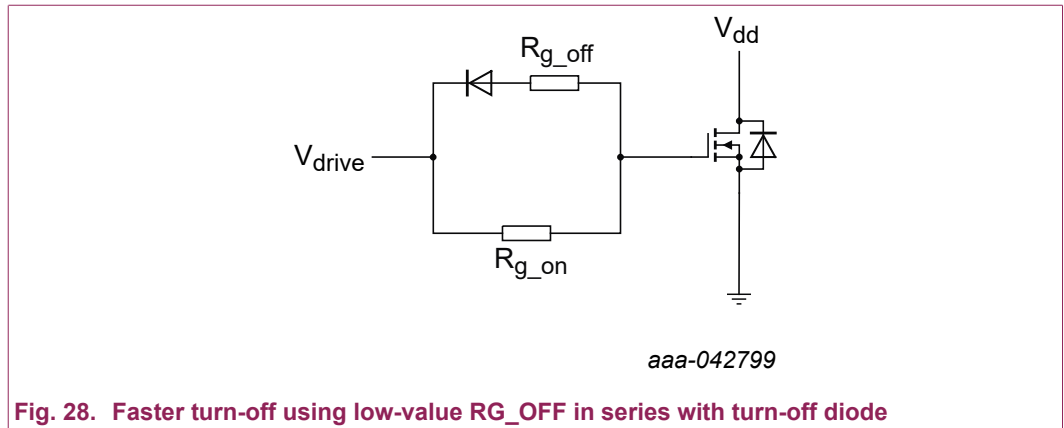 Rg_off
Vdd
Vdrive
Rg_on
aaa-042799
Fig. 28. Faster turn-off using low-value RG_OFF in series with turn-off diode